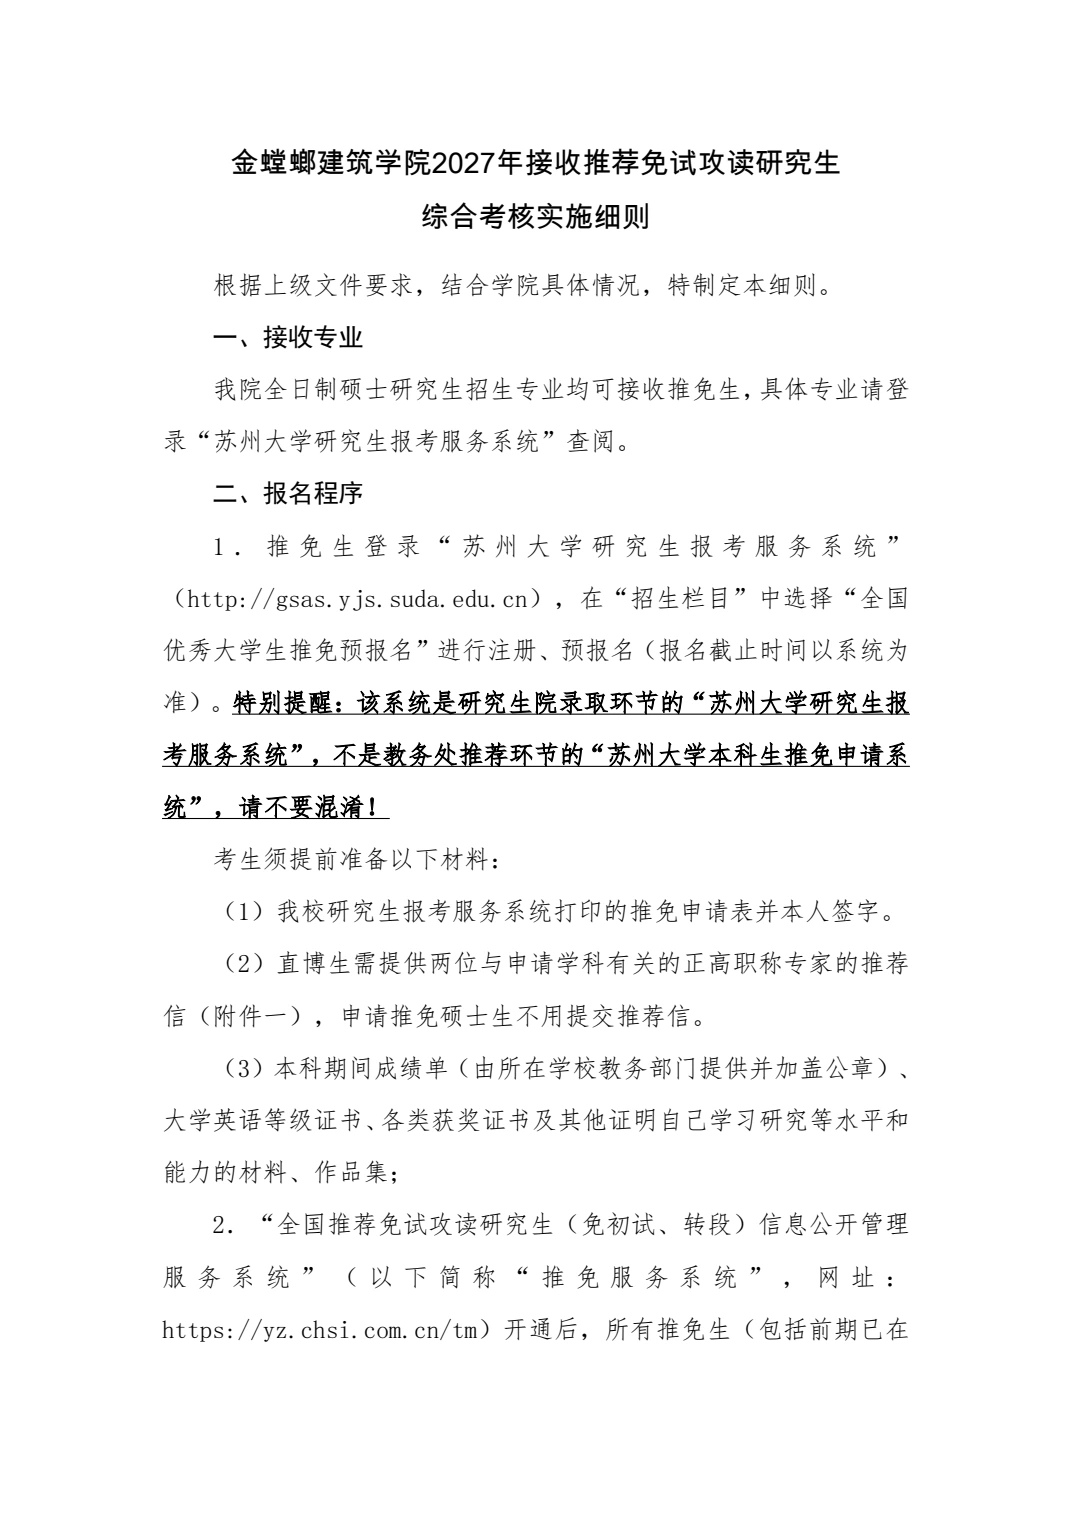 金螳螂建筑学院2027年接收推荐免试攻读研究生
综合考核实施细则
根据上级文件要求，结合学院具体情况，特制定本细则。
一、接收专业
我院全日制硕士研究生招生专业均可接收推免生，具体专业请登
录“苏州大学研究生报考服务系统”查阅。
二、报名程序
1．推免生登录“苏州大学研究生报考服务系统”
（http://gsas.yjs.suda.edu.cn），在“招生栏目”中选择“全国
优秀大学生推免预报名”进行注册、预报名（报名截止时间以系统为
准）。特别提醒：该系统是研究生院录取环节的“苏州大学研究生报
考服务系统”，不是教务处推荐环节的“苏州大学本科生推免申请系
统”，请不要混淆！
考生须提前准备以下材料：
（1）我校研究生报考服务系统打印的推免申请表并本人签字。
（2）直博生需提供两位与申请学科有关的正高职称专家的推荐
信（附件一），申请推免硕士生不用提交推荐信。
（3）本科期间成绩单（由所在学校教务部门提供并加盖公章）、
大学英语等级证书、各类获奖证书及其他证明自己学习研究等水平和
能力的材料、作品集；
2．“全国推荐免试攻读研究生（免初试、转段）信息公开管理
服务系统”（以下简称“推免服务系统”，网址：
https://yz.chsi.com.cn/tm）开通后，所有推免生（包括前期已在